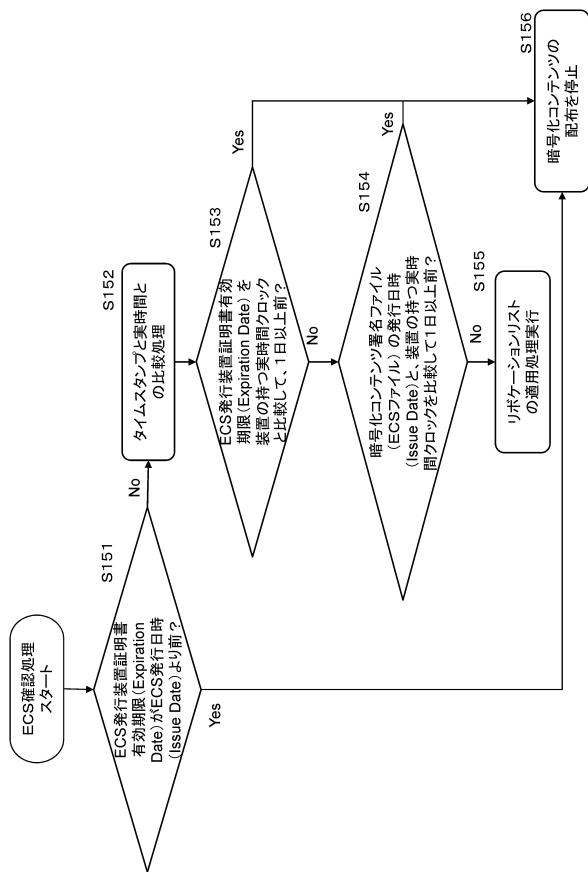 ECS確認処理
スタート
S151
ECS発行装置証明書
有効期限(Expiration
Date)がECS発行日時
(Issue Date)より前？
No
Yes
S152
タイムスタンプと実時間と
の比較処理
S153
ECS発行装置証明書有効
期限(Expiration Date)を
装置の持つ実時間クロック
と比較して、1日以上前？
Yes
No
S154
暗号化コンテンツ署名ファイル
(ECSファイル)の発行日時
(Issue Date)と、装置の持つ実時
間クロックを比較して1日以上前？
Yes
No
S155
リボケーションリスト
の適用処理実行
S156
暗号化コンテンツの
配布を停止